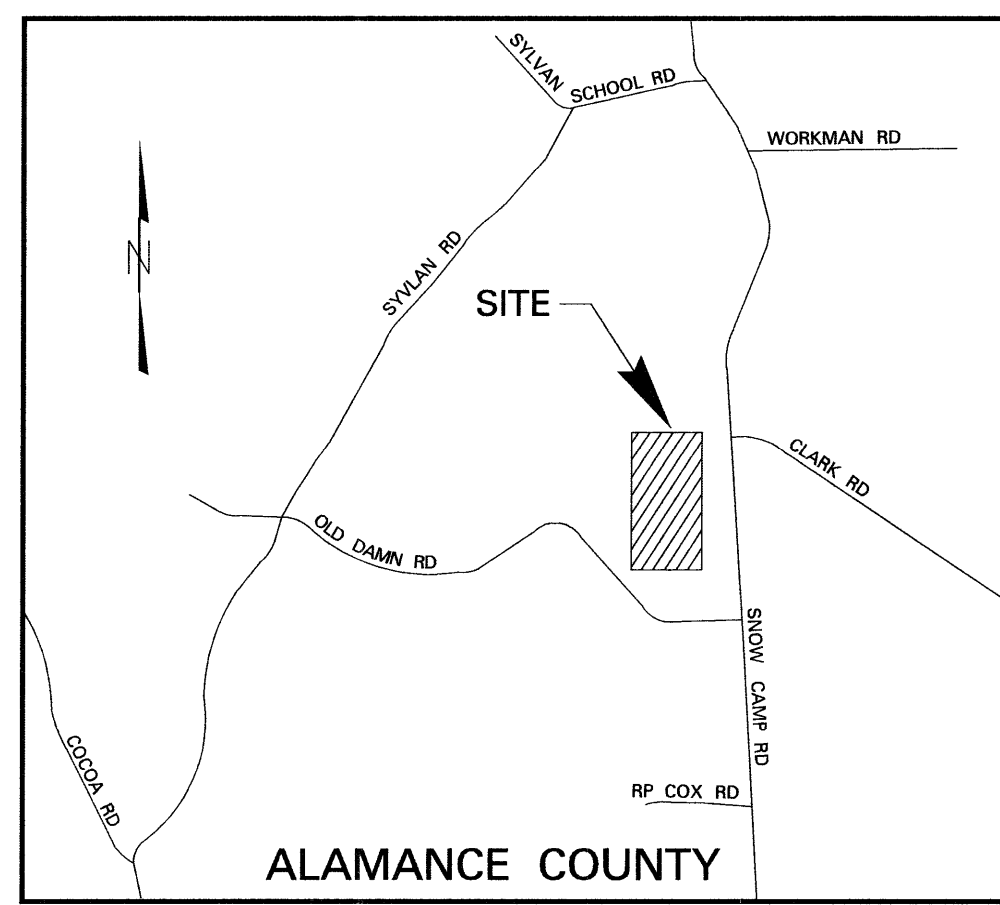 SYLVAN SCHOOL RD
WORKMAN RD
N
SYVLAN RD
SITE
CLARK RD
OLD DAMN RD
SNOW CAMP RD
COCOA RD
RP COX RD
ALAMANCE COUNTY